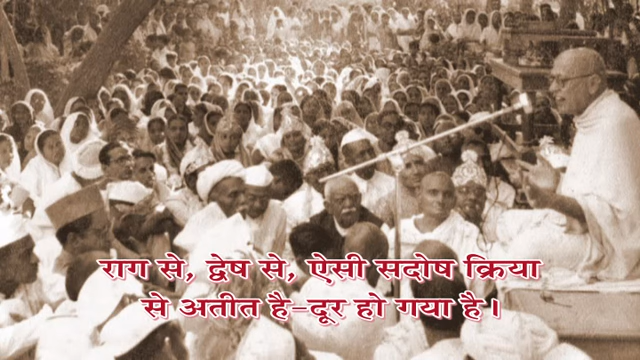 राग से, द्वेष से, ऐसी सदोष क्रिया
से अतीत है-दूर हो गया है।